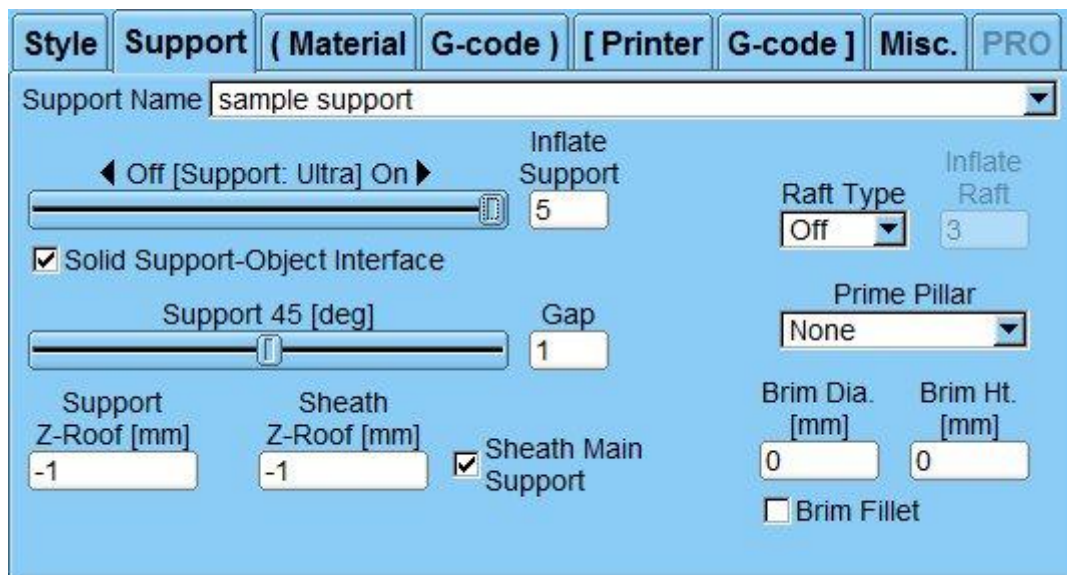 Style Support ( Material G-code ) [ Printer G-code ] Misc. PRO
Support Name sample support
Off [Support: Ultra] On
Inflate
Support
5
Raft Type
Off
Inflate
Raft
3
Solid Support-Object Interface
Support 45 [deg]
Gap
1
Prime Pillar
None
Support
Z-Roof [mm]
-1
Sheath
Z-Roof [mm]
-1
Sheath Main
Support
Brim Dia.
[mm]
0
Brim Ht.
[mm]
0
Brim Fillet